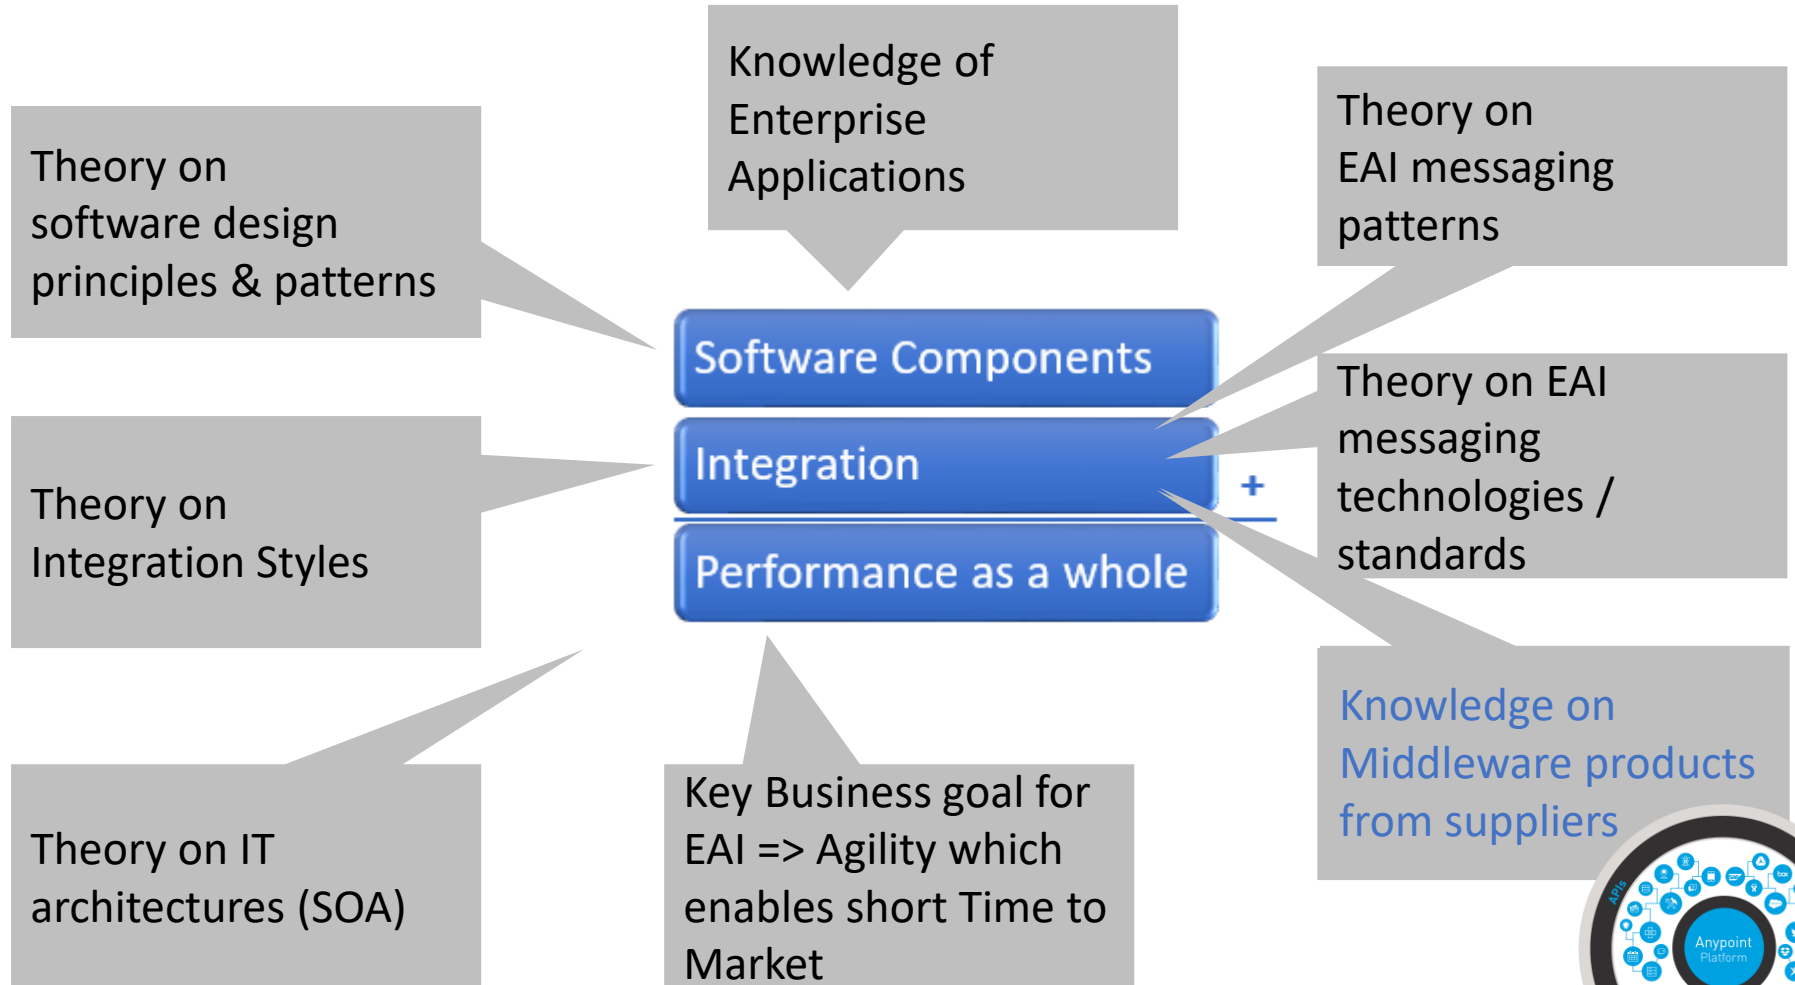 Knowledge of
Enterprise
Applications
Theory on
software design
principles & patterns
Theory on
EAI messaging
patterns
Software Components
Theory on EAI
messaging
technologies /
standards
Integration
+
Theory on
Integration Styles
Performance as a whole
Knowledge on
Middleware products
from suppliers
Theory on IT
architectures (SOA)
Key Business goal for
EAI => Agility which
enables short Time to
Market
APIs
box
Anypoint
Platform